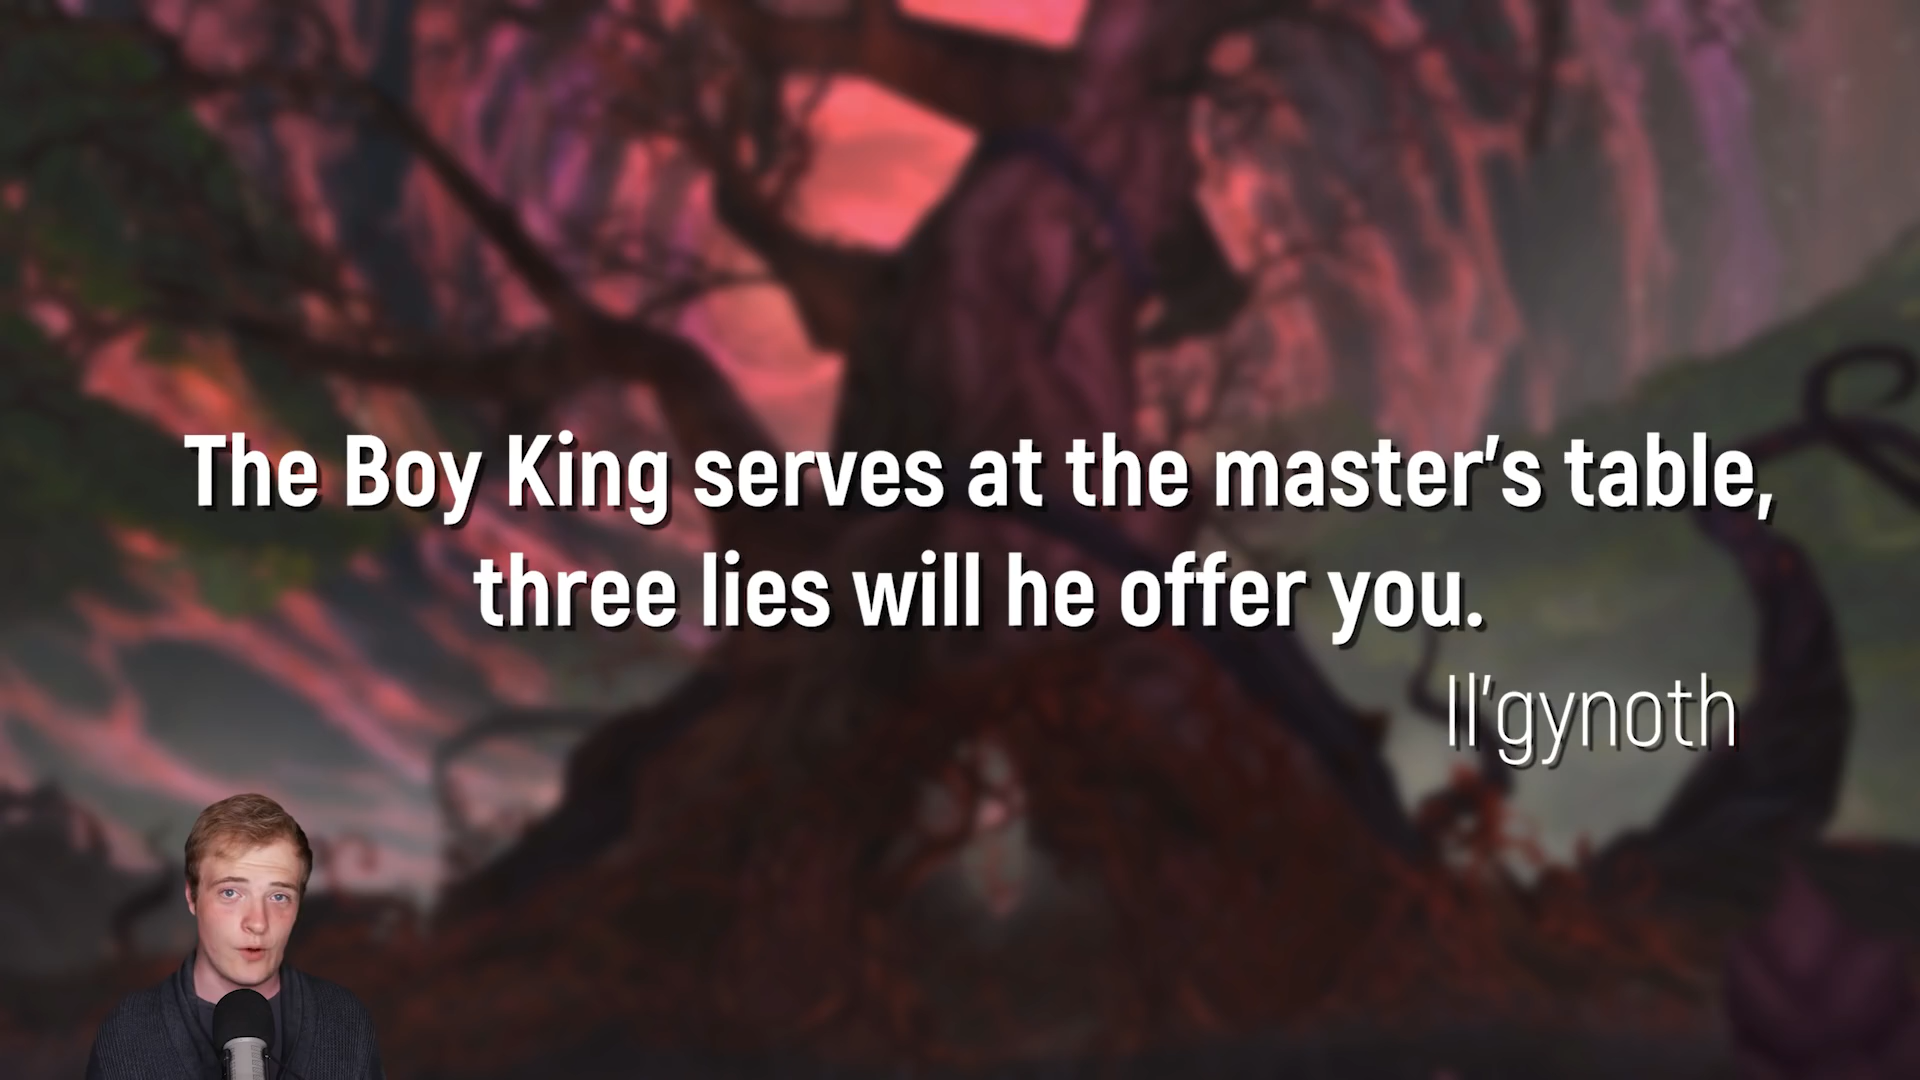 The Boy King serves at the master's table,
three lies will he offer you.
Il'gynoth